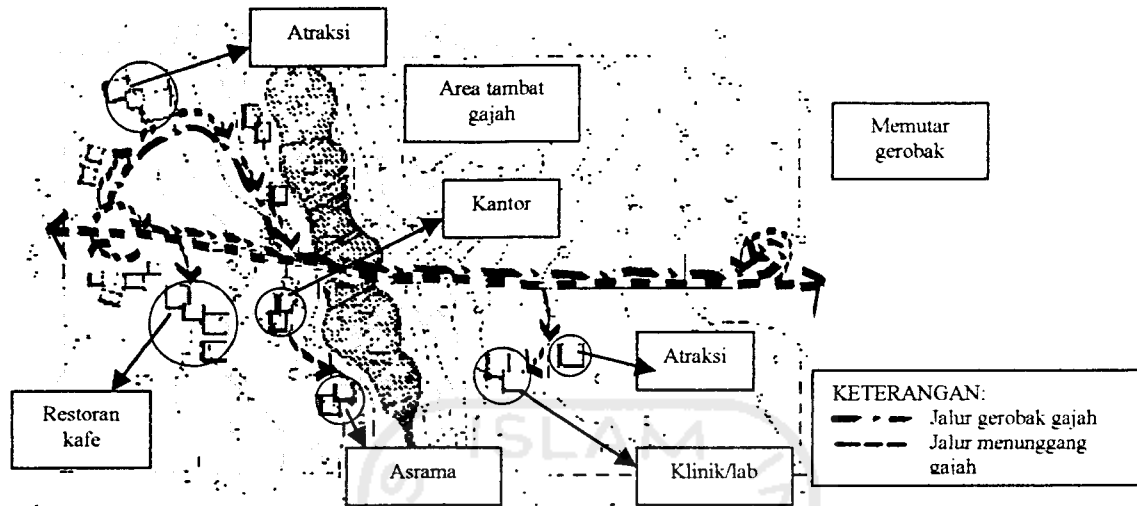 Atraksi
Area tambat
gajah
Memutar
gerobak
Kantor
Atraksi
Restoran
kafe
Asrama
Klinik/lab
KETERANGAN:
Jalur gerobak gajah
Jalur menunggang
gajah
ISLAM